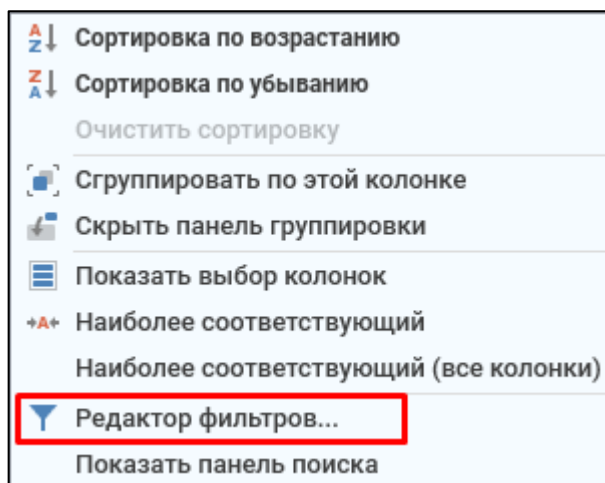 Сортировка по возрастанию
Сортировка по убыванию
Очистить сортировку
Сгруппировать по этой колонке
Скрыть панель группировки
Показать выбор колонок
Наиболее соответствующий
Наиболее соответствующий (все колонки)
Редактор фильтров...
Показать панель поиска